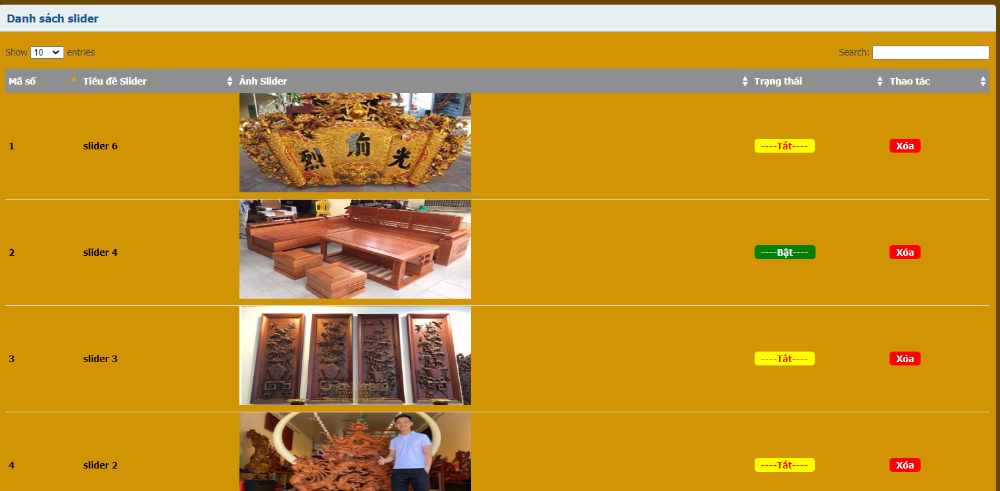 Danh sách slider
Show 10 entries Search:
Mã số Tiêu đề Slider Ảnh Slider Trạng thái Thao tác
光前烈
1 slider 6 ----Tắt---- Xóa
2 slider 4 ----Bật---- Xóa
3 slider 3 ----Tắt---- Xóa
SKYHOME.VN
4 slider 2 ----Tắt---- Xóa